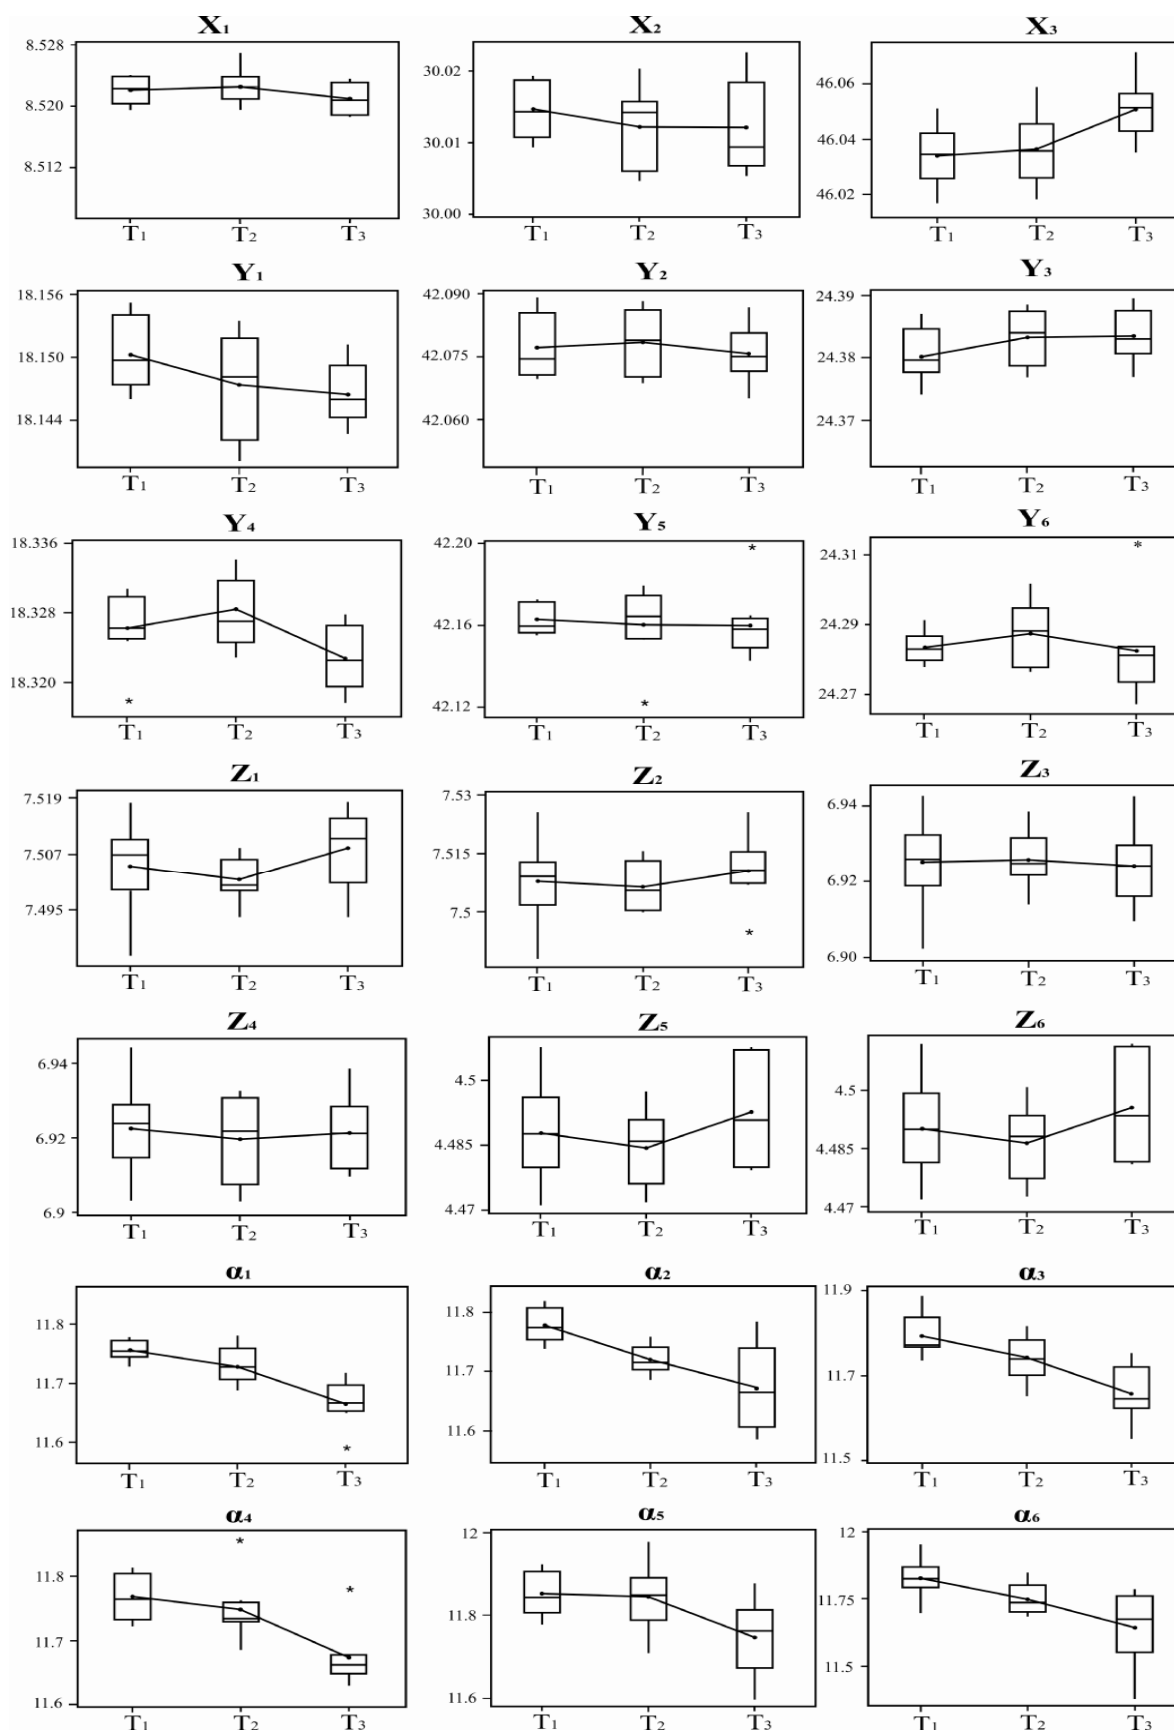 X₁ X₂ X₃
8.528
8.520
8.512
T₁ T₂ T₃
30.02
30.01
30.00
T₁ T₂ T₃
46.06
46.04
46.02
T₁ T₂ T₃
Y₁ Y₂ Y₃
18.156
18.150
18.144
T₁ T₂ T₃
42.090
42.075
42.060
T₁ T₂ T₃
24.39
24.38
24.37
T₁ T₂ T₃
Y₄ Y₅ Y₆
18.336
18.328
18.320
*
T₁ T₂ T₃
42.20
42.16
42.12
*
*
T₁ T₂ T₃
24.31
24.29
24.27
*
T₁ T₂ T₃
Z₁ Z₂ Z₃
7.519
7.507
7.495
T₁ T₂ T₃
7.53
7.515
7.5
*
T₁ T₂ T₃
6.94
6.92
6.90
T₁ T₂ T₃
Z₄ Z₅ Z₆
6.94
6.92
6.9
T₁ T₂ T₃
4.5
4.485
4.47
T₁ T₂ T₃
4.5
4.485
4.47
T₁ T₂ T₃
α₁ α₂ α₃
11.8
11.7
11.6
*
T₁ T₂ T₃
11.8
11.7
11.6
T₁ T₂ T₃
11.9
11.7
11.5
T₁ T₂ T₃
α₄ α₅ α₆
11.8
11.7
11.6
*
*
T₁ T₂ T₃
12
11.8
11.6
T₁ T₂ T₃
12
11.75
11.5
T₁ T₂ T₃